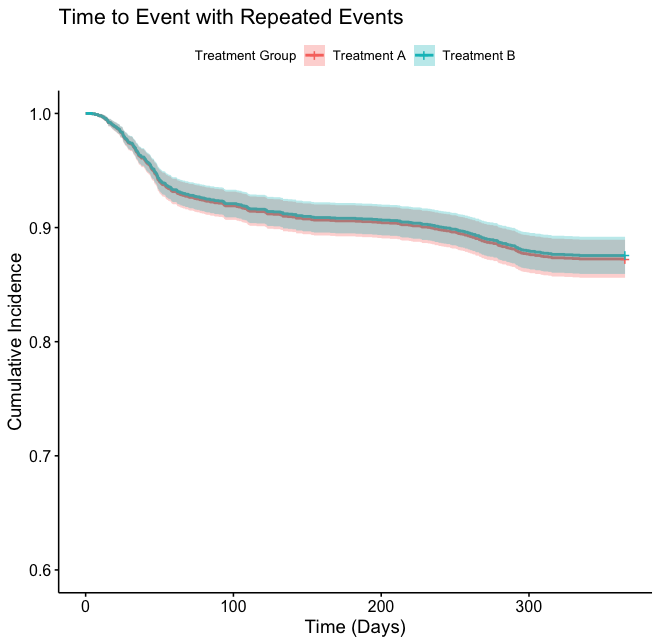 Time to Event with Repeated Events
Treatment Group Treatment A Treatment B
Cumulative Incidence
1.0
0.9
0.8
0.7
0.6
0 100 200 300
Time (Days)